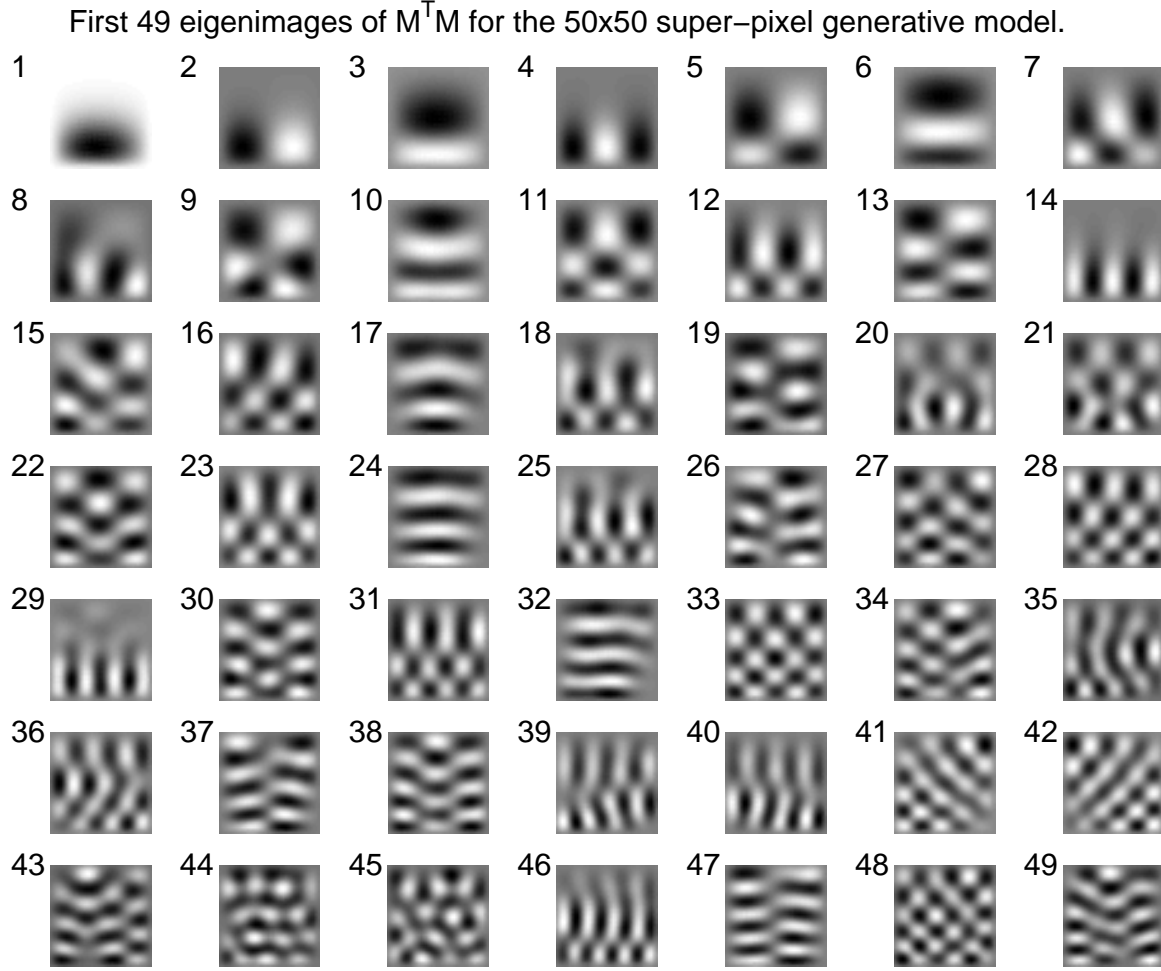 First 49 eigenimages of MᵀM for the 50x50 super−pixel generative model.
1 2 3 4 5 6 7
8 9 10 11 12 13 14
15 16 17 18 19 20 21
22 23 24 25 26 27 28
29 30 31 32 33 34 35
36 37 38 39 40 41 42
43 44 45 46 47 48 49